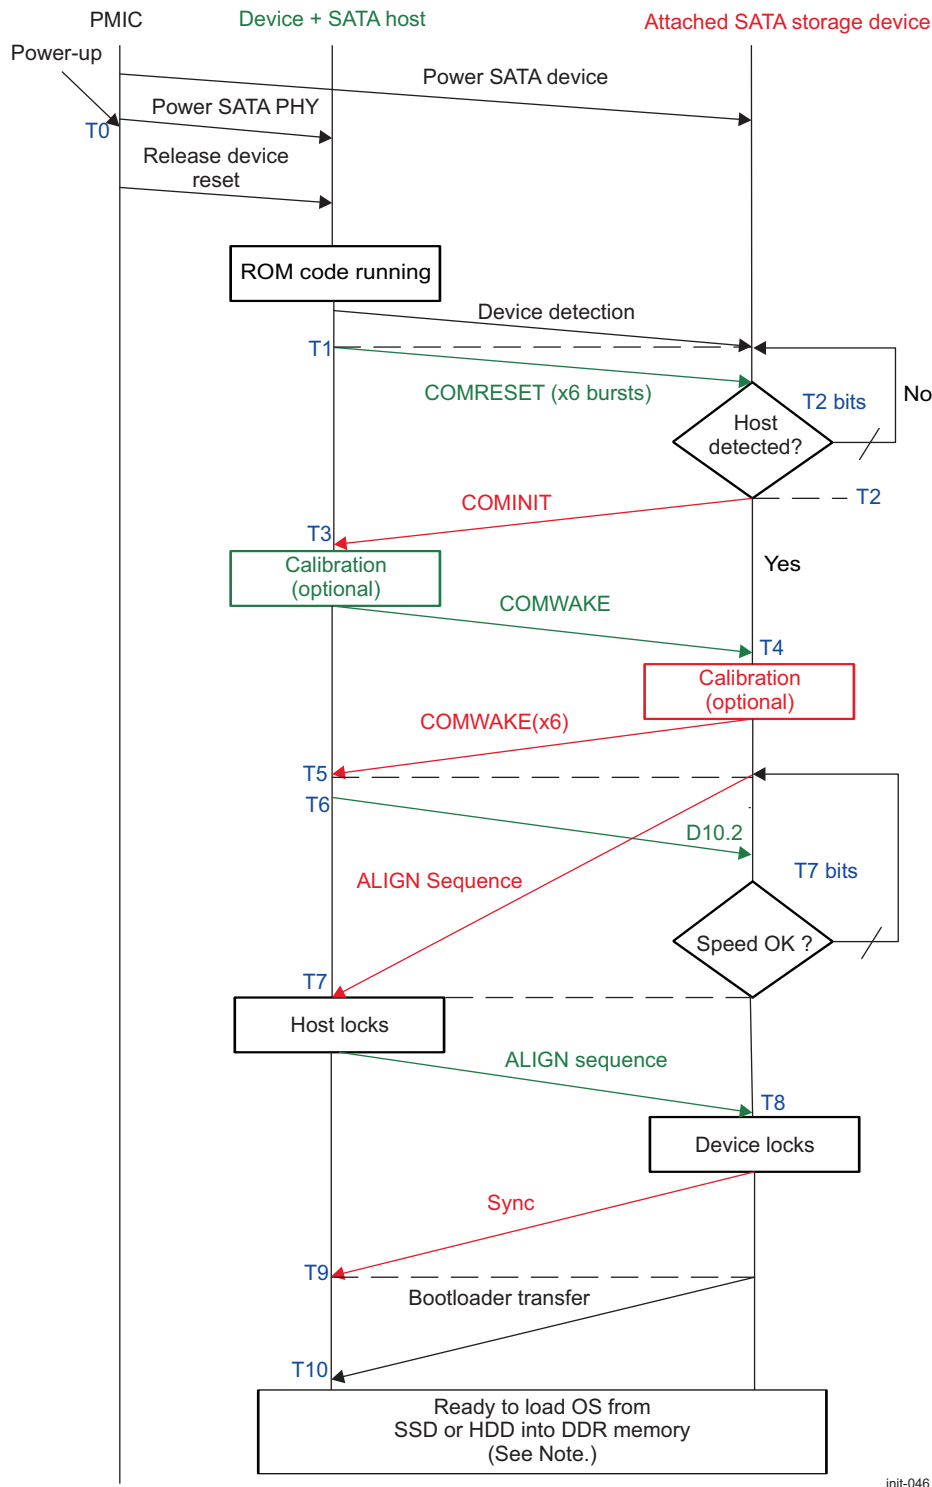 PMIC
Device + SATA host
Attached SATA storage device
Power-up
Power SATA device
Power SATA PHY
T0
Release device
reset
ROM code running
Device detection
T1
COMRESET (x6 bursts)
No
T2 bits
Host
detected?
T2
COMINIT
T3
Calibration
(optional)
Yes
COMWAKE
T4
Calibration
(optional)
COMWAKE(x6)
T5
T6
D10.2
T7 bits
ALIGN Sequence
Speed OK ?
T7
Host locks
ALIGN sequence
T8
Device locks
Sync
T9
Bootloader transfer
T10
Ready to load OS from
SSD or HDD into DDR memory
(See Note.)
init-046